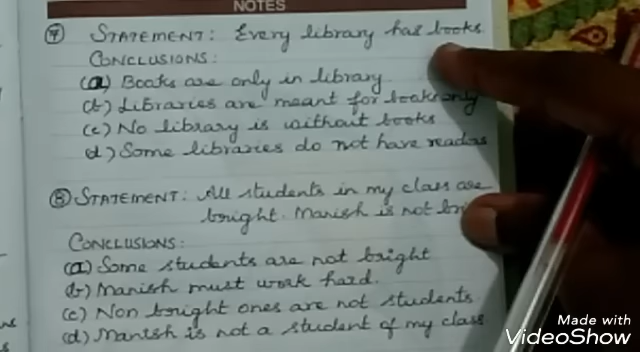 NOTES
⑦ STATEMENT: Every library has books.
CONCLUSIONS:
(a) Books are only in library
(b) Libraries are meant for books only
(c) No library is without books
(d) Some libraries do not have readers
⑧ STATEMENT: All students in my class are
bright. Manish is not
CONCLUSIONS:
(a) Some students are not bright
(b) Manish must work hard.
(c) Non bright ones are not students
(d) Manish is not a student of my class
Made with
VideoShow